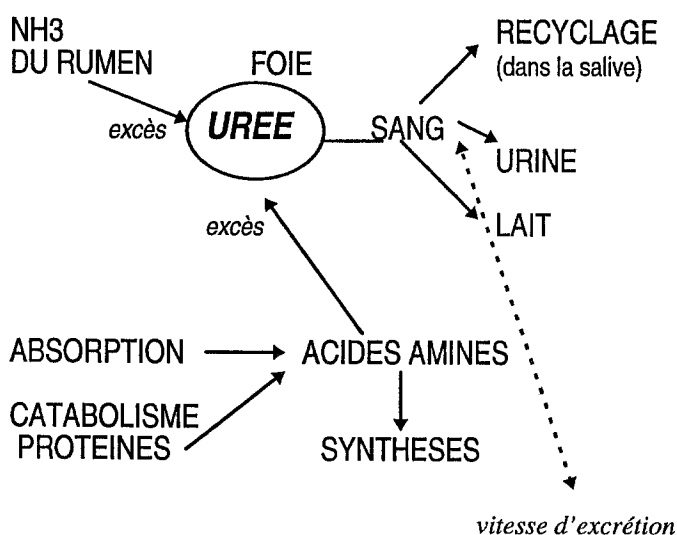 NH3
DU RUMEN
FOIE
RECYCLAGE
(dans la salive)
excès
UREE
SANG
URINE
LAIT
excès
ABSORPTION
ACIDES AMINES
CATABOLISME
PROTEINES
SYNTHESES
vitesse d'excrétion